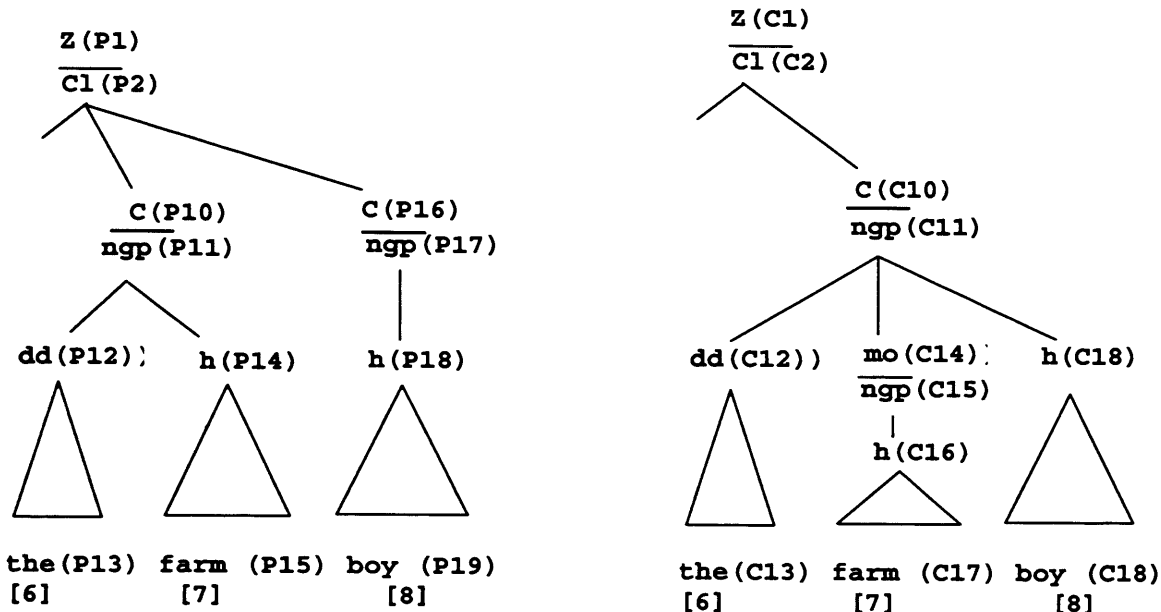 Z(P1)
Cl(P2)
C(P10)
ngp(P11)
C(P16)
ngp(P17)
dd(P12))
h(P14)
h(P18)
the(P13) farm (P15) boy (P19)
[6] [7] [8]
Z(C1)
Cl(C2)
C(C10)
ngp(C11)
dd(C12))
mo(C14)
ngp(C15)
h(C18)
h(C16)
the(C13) farm (C17) boy (C18)
[6] [7] [8]